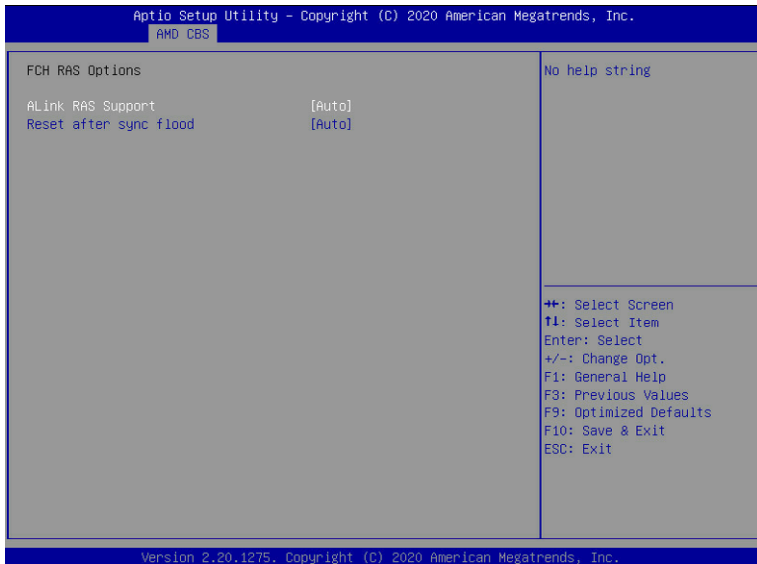 Aptio Setup Utility – Copyright (C) 2020 American Megatrends, Inc.
AMD CBS
FCH RAS Options
ALink RAS Support [Auto]
Reset after sync flood [Auto]
No help string
→←: Select Screen
↑↓: Select Item
Enter: Select
+/-: Change Opt.
F1: General Help
F3: Previous Values
F9: Optimized Defaults
F10: Save & Exit
ESC: Exit
Version 2.20.1275. Copyright (C) 2020 American Megatrends, Inc.